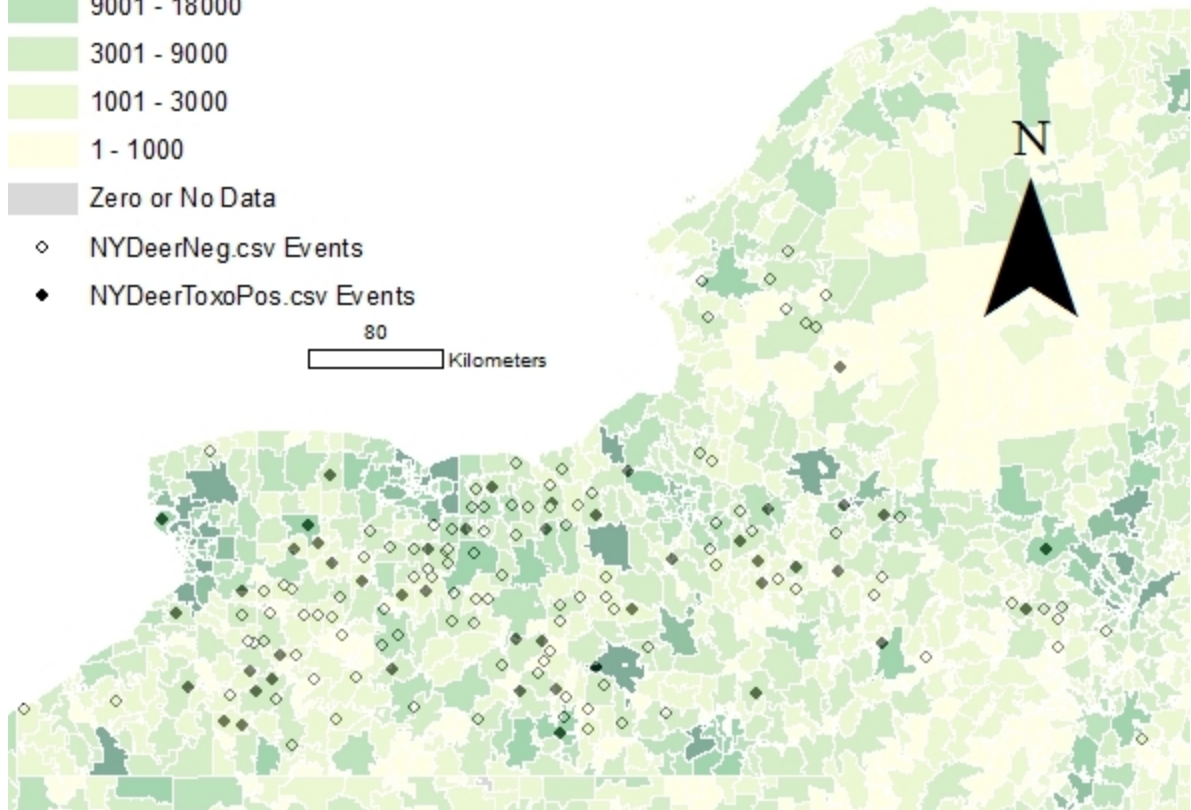 9001 - 18000
3001 - 9000
1001 - 3000
1 - 1000
Zero or No Data
NYDeerNeg.csv Events
NYDeerToxoPos.csv Events
80
Kilometers
N